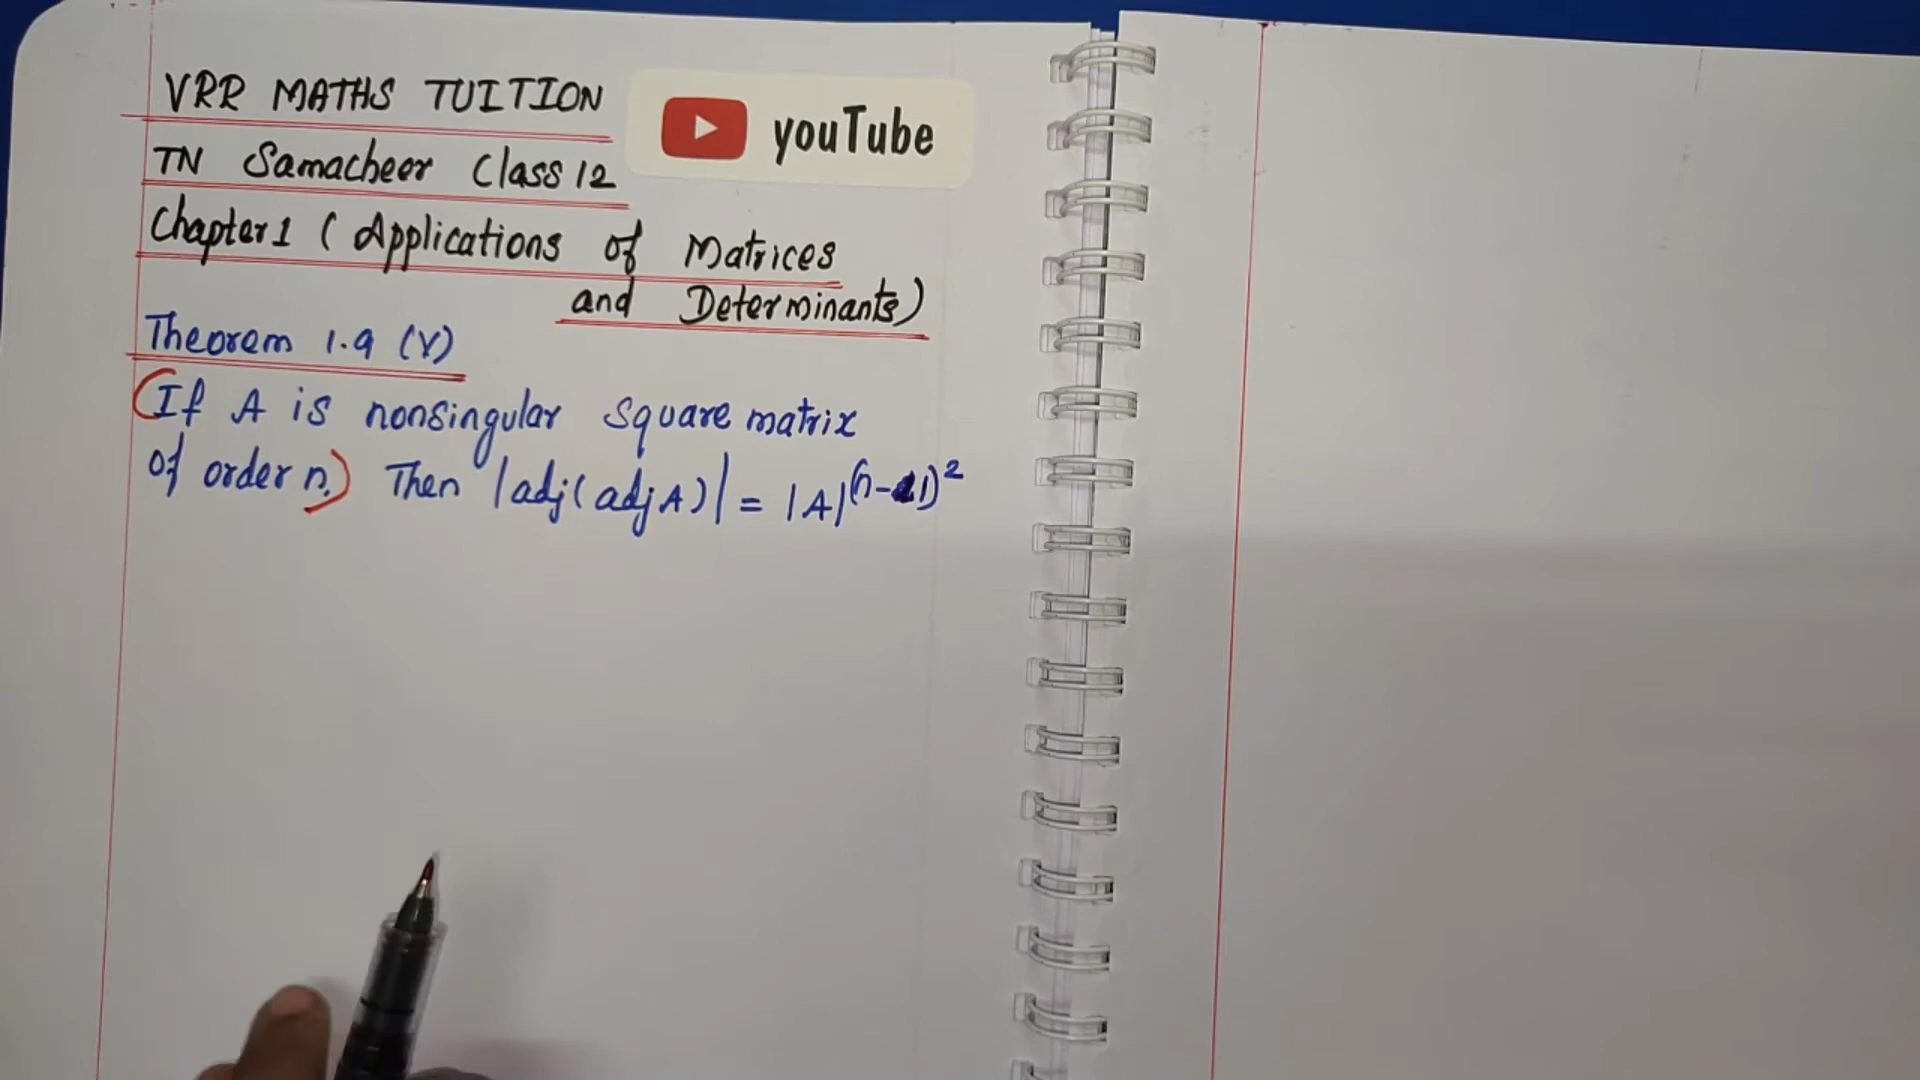 VRR MATHS TUITION
youTube
TN Samacheer Class 12
Chapter 1 ( Applications of Matrices
and Determinants)
Theorem 1.9 (V)
(If A is nonsingular square matrix
of order n.) Then |adj(adj A)| = |A|^(n-1)^2